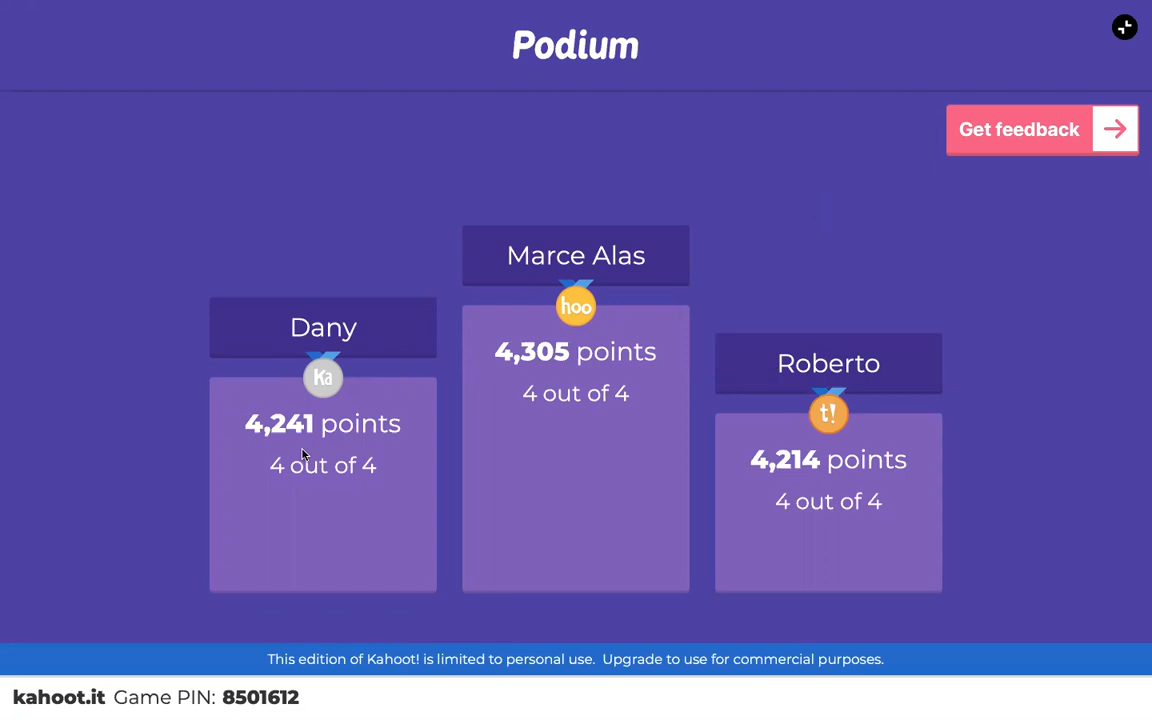 Podium
Get feedback
Marce Alas
hoo
4,305 points
4 out of 4
Dany
Ka
4,241 points
4 out of 4
Roberto
t!
4,214 points
4 out of 4
This edition of Kahoot! is limited to personal use. Upgrade to use for commercial purposes.
kahoot.it Game PIN: 8501612